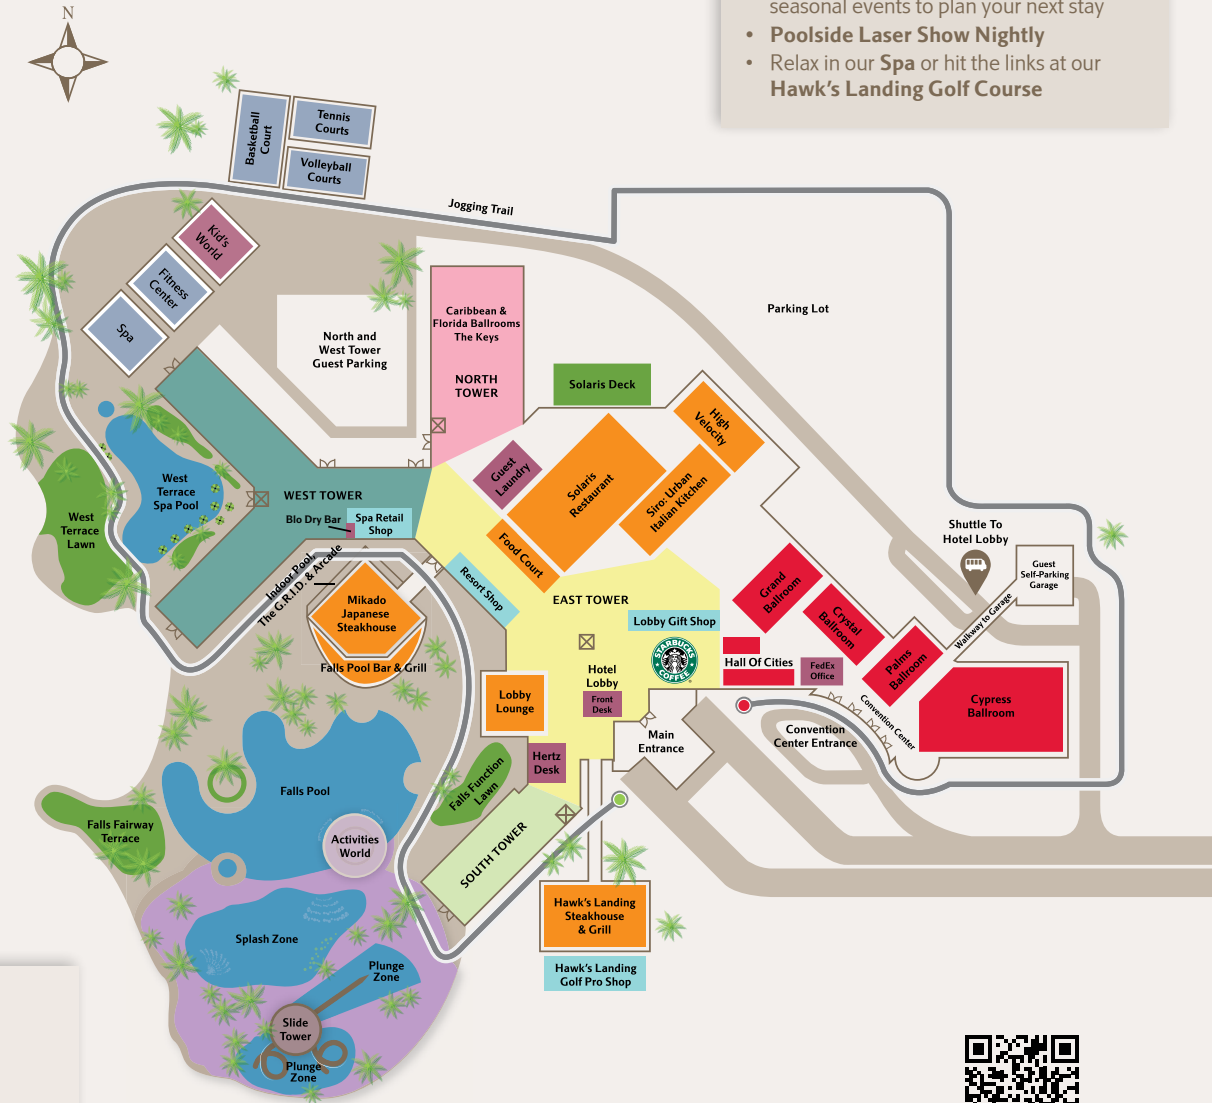 seasonal events to plan your next stay
• Poolside Laser Show Nightly
• Relax in our Spa or hit the links at our
Hawk's Landing Golf Course
N
Basketball
Court
Tennis
Courts
Volleyball
Courts
Jogging Trail
Kid's
World
Fitness
Center
Spa
North and
West Tower
Guest Parking
Caribbean &
Florida Ballrooms
The Keys
NORTH
TOWER
Parking Lot
Solaris Deck
High
Velocity
Guest
Laundry
Solaris
Restaurant
Siro: Urban
Italian Kitchen
Food Court
West
Terrace
Spa Pool
West
Terrace
Lawn
WEST TOWER
Blo Dry Bar
Spa Retail
Shop
Shuttle To
Hotel Lobby
Guest
Self-Parking
Garage
Walkway to Garage
Indoor Pool,
The G.R.I.D. & Arcade
Mikado
Japanese
Steakhouse
Falls Pool Bar & Grill
Resort Shop
EAST TOWER
Lobby Gift Shop
STARBUCKS
COFFEE
Grand
Ballroom
Crystal
Ballroom
Palms
Ballroom
Hall Of Cities
FedEx
Office
Cypress
Ballroom
Convention Center
Convention
Center Entrance
Hotel
Lobby
Front
Desk
Lobby
Lounge
Main
Entrance
Hertz
Desk
Falls Function
Lawn
Falls Pool
Falls Fairway
Terrace
Activities
World
SOUTH TOWER
Hawk's Landing
Steakhouse
& Grill
Hawk's Landing
Golf Pro Shop
Splash Zone
Plunge
Zone
Slide
Tower
Plunge
Zone